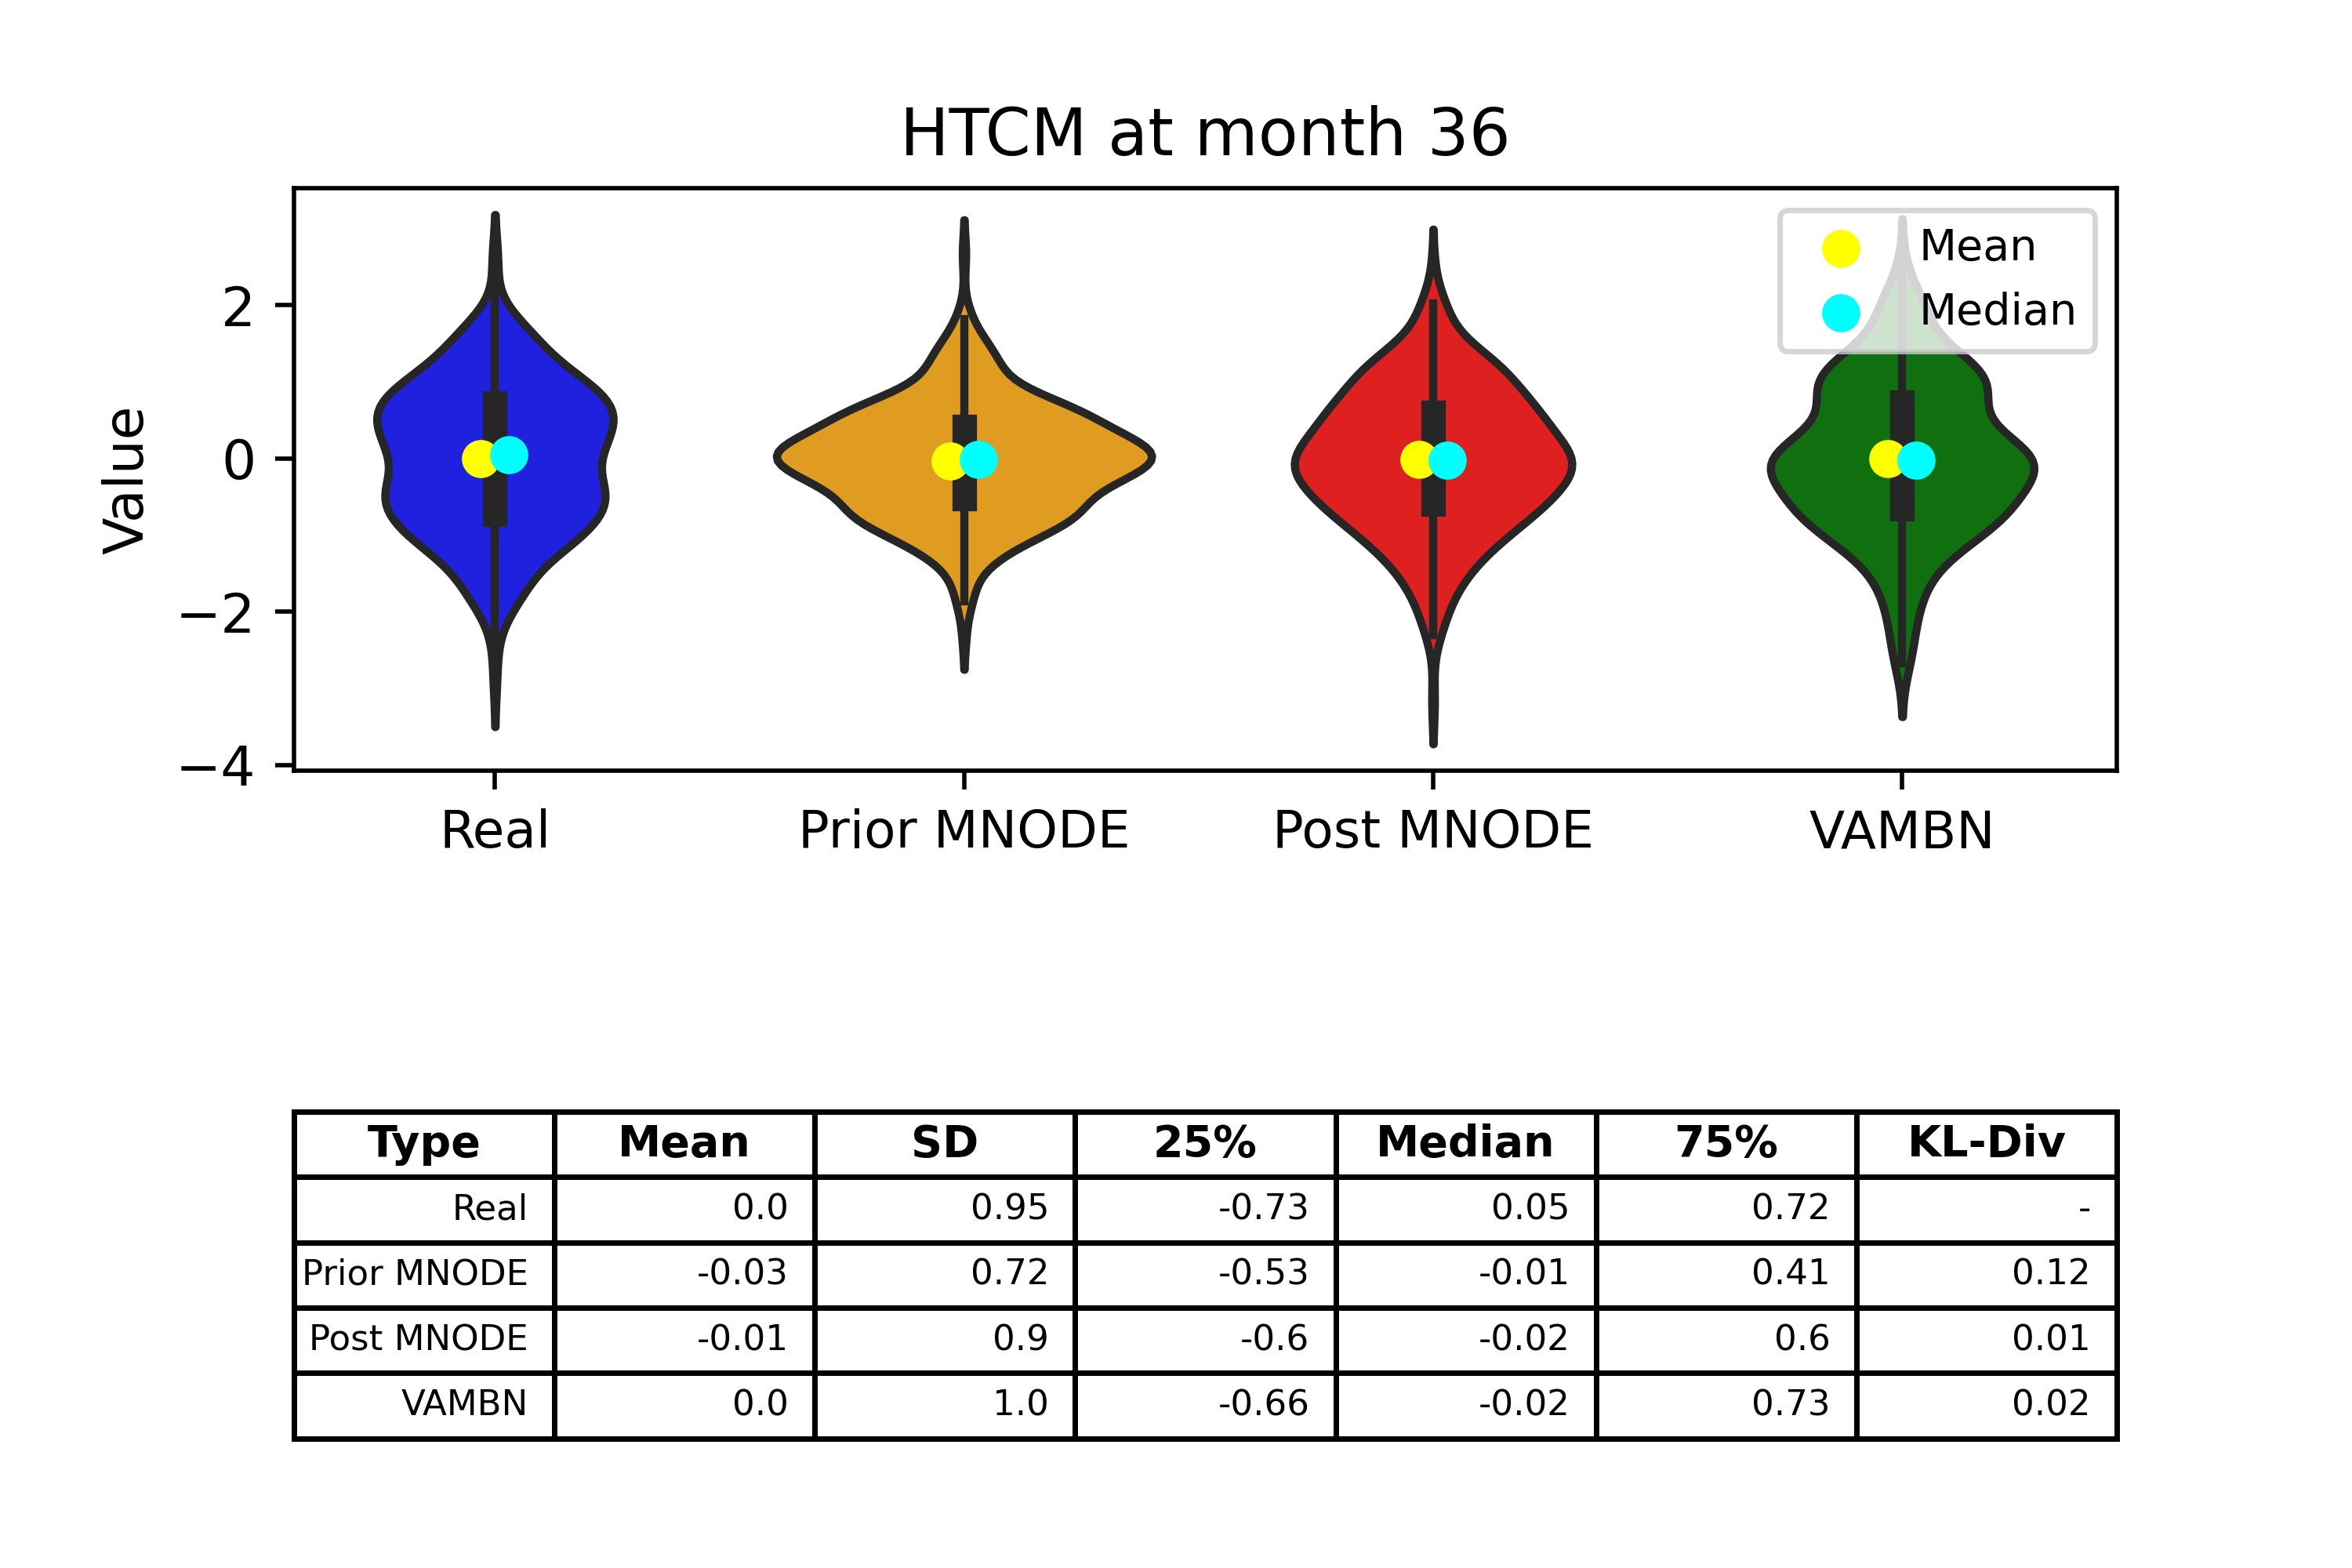 HTCM at month 36
Value
2
0
−2
−4
Mean
Median
Real Prior MNODE Post MNODE VAMBN
Type Mean SD 25% Median 75% KL-Div
Real 0.0 0.95 -0.73 0.05 0.72 -
Prior MNODE -0.03 0.72 -0.53 -0.01 0.41 0.12
Post MNODE -0.01 0.9 -0.6 -0.02 0.6 0.01
VAMBN 0.0 1.0 -0.66 -0.02 0.73 0.02